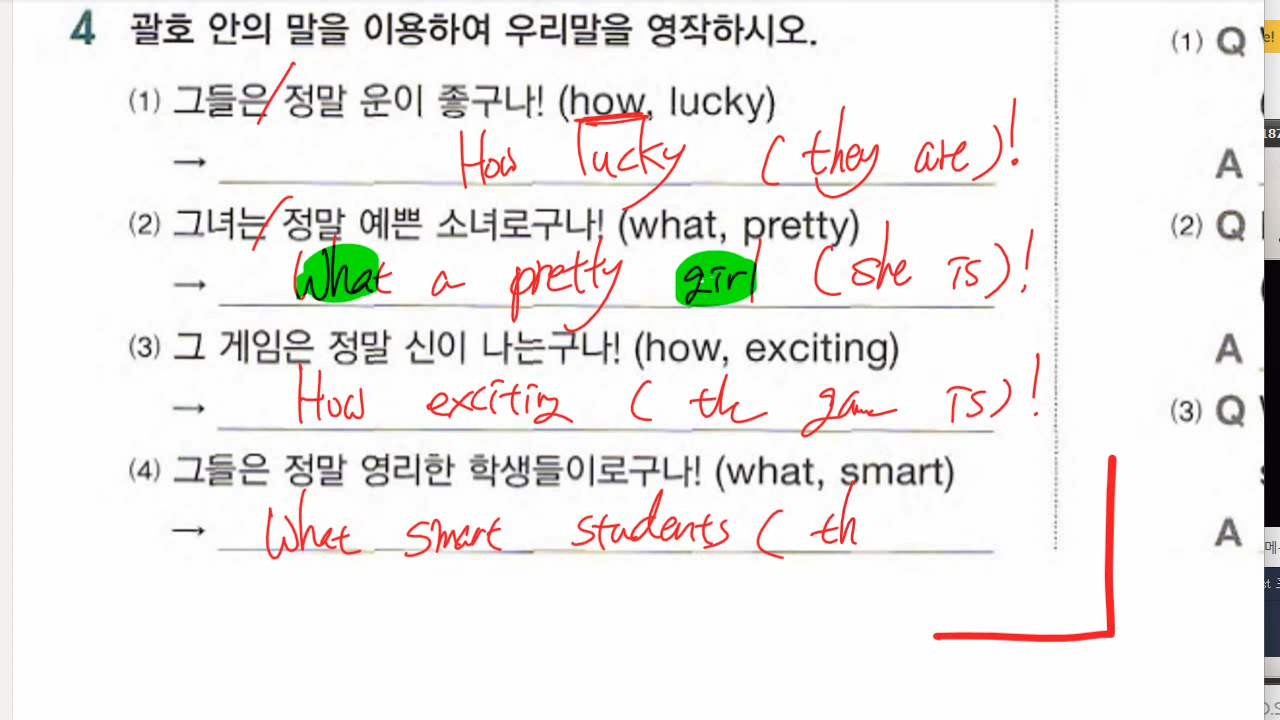 4 괄호 안의 말을 이용하여 우리말을 영작하시오.
(1) 그들은 정말 운이 좋구나! (how, lucky)
→ How lucky (they are)!
(2) 그녀는 정말 예쁜 소녀로구나! (what, pretty)
→ What a pretty girl (she is)!
(3) 그 게임은 정말 신이 나는구나! (how, exciting)
→ How exciting (the game is)!
(4) 그들은 정말 영리한 학생들이로구나! (what, smart)
→ What smart students (th
(1) Q
A
(2) Q
A
(3) Q
A